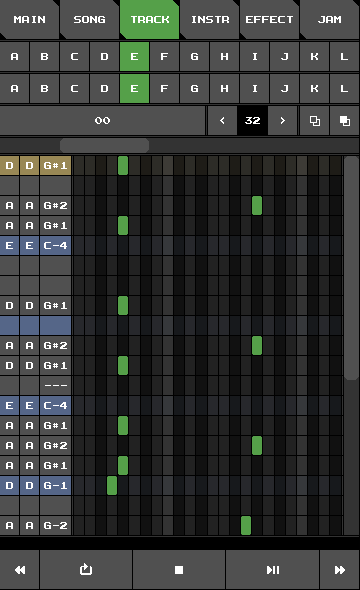 MAIN SONG TRACK INSTR EFFECT JAM
A B C D E F G H I J K L
A B C D E F G H I J K L
00 < 32 >
D D G#1
A A G#2
A A G#1
E E C-4
D D G#1
A A G#2
D D G#1
---
E E C-4
A A G#1
A A G#2
A A G#1
D D G-1
A A G-2